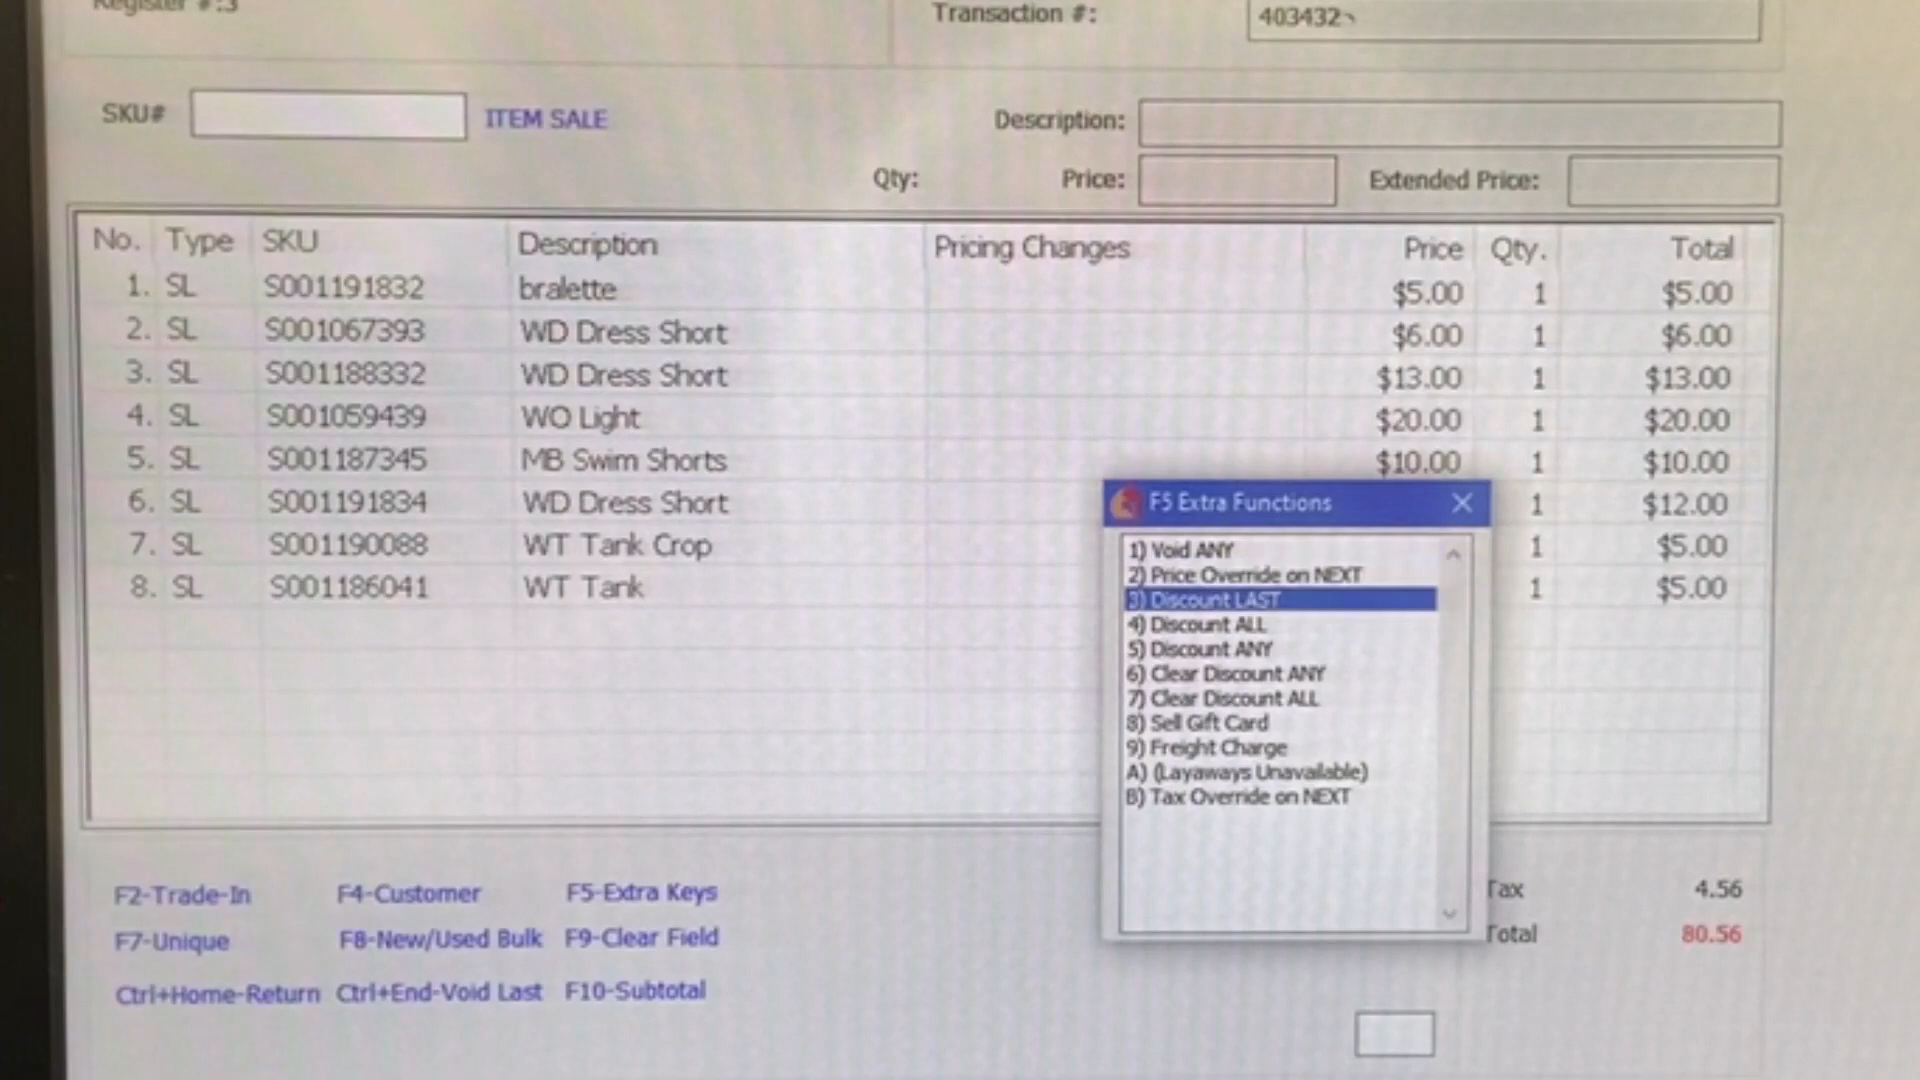 Register #:3
Transaction #: 403432
SKU# ITEM SALE Description:
Qty: Price: Extended Price:
No. Type SKU Description Pricing Changes Price Qty. Total
1. SL S001191832 bralette $5.00 1 $5.00
2. SL S001067393 WD Dress Short $6.00 1 $6.00
3. SL S001188332 WD Dress Short $13.00 1 $13.00
4. SL S001059439 WO Light $20.00 1 $20.00
5. SL S001187345 MB Swim Shorts $10.00 1 $10.00
6. SL S001191834 WD Dress Short 1 $12.00
7. SL S001190088 WT Tank Crop 1 $5.00
8. SL S001186041 WT Tank 1 $5.00
F5 Extra Functions
1) Void ANY
2) Price Override on NEXT
3) Discount LAST
4) Discount ALL
5) Discount ANY
6) Clear Discount ANY
7) Clear Discount ALL
8) Sell Gift Card
9) Freight Charge
A) (Layaways Unavailable)
B) Tax Override on NEXT
F2-Trade-In F4-Customer F5-Extra Keys Tax 4.56
F7-Unique F8-New/Used Bulk F9-Clear Field Total 80.56
Ctrl+Home-Return Ctrl+End-Void Last F10-Subtotal